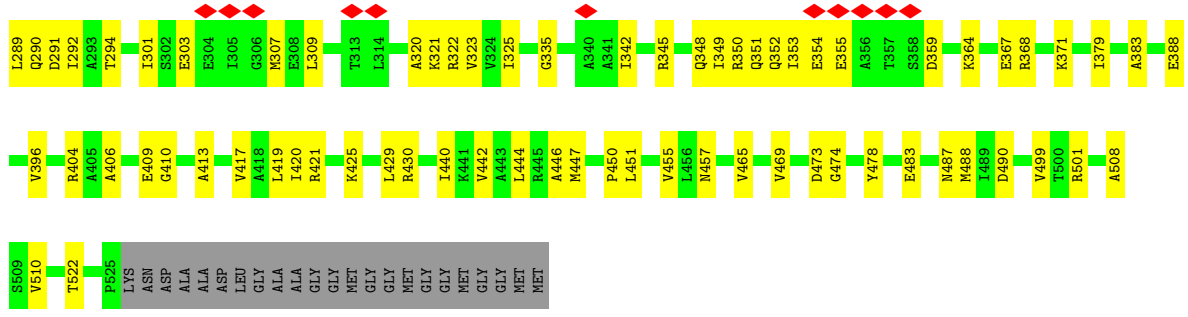 L289 Q290 D291 I292 A293 T294 I301 S302 E303 E304 I305 G306 M307 E308 L309 T313 L314 A320 K321 R322 V323 V324 I325 G335 A340 A341 I342 R345 Q348 I349 R350 Q351 Q352 I353 E354 E355 A356 T357 S358 D359 K364 E367 R368 K371 I379 A383 E388
V396 R404 A405 A406 E409 G410 A413 V417 A418 L419 I420 R421 K425 L429 R430 I440 K441 V442 A443 L444 R445 A446 M447 P450 L451 V455 L456 N457 V465 V469 D473 G474 Y478 E483 N487 M488 I489 D490 V499 T500 R501 A508
S509 V510 T522 P525 LYS ASN ASP ALA ALA ASP LEU GLY ALA ALA GLY GLY MET GLY GLY MET GLY GLY MET MET